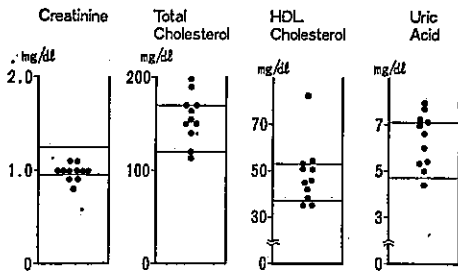 Creatinine
mg/dl
2.0
1.0
0
Total
Cholesterol
mg/dl
200
100
0
HDL
Cholesterol
mg/dl
70
50
30
0
Uric
Acid
mg/dl
7
5
3
0